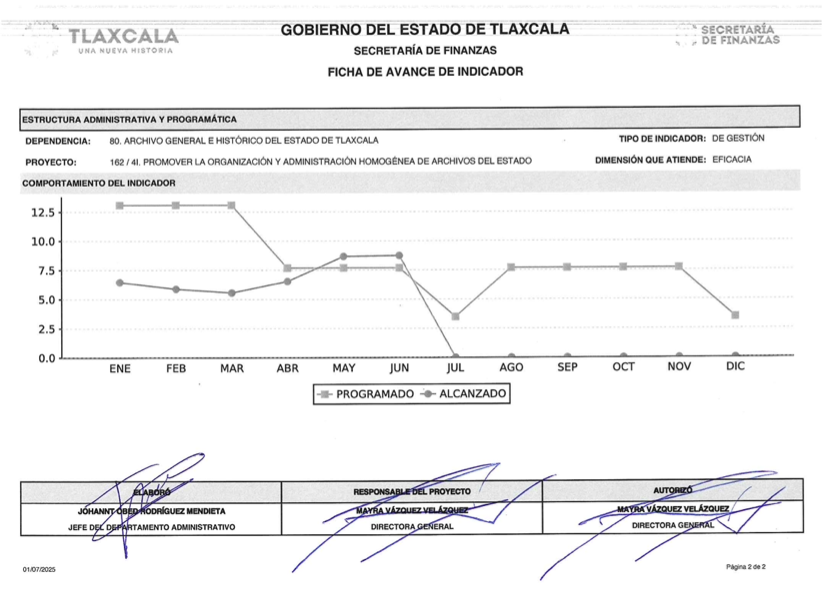 TLAXCALA
UNA NUEVA HISTORIA
GOBIERNO DEL ESTADO DE TLAXCALA
SECRETARÍA DE FINANZAS
FICHA DE AVANCE DE INDICADOR
SECRETARÍA
DE FINANZAS
ESTRUCTURA ADMINISTRATIVA Y PROGRAMÁTICA
DEPENDENCIA: 80. ARCHIVO GENERAL E HISTÓRICO DEL ESTADO DE TLAXCALA TIPO DE INDICADOR: DE GESTIÓN
PROYECTO: 162 / 4I. PROMOVER LA ORGANIZACIÓN Y ADMINISTRACIÓN HOMOGÉNEA DE ARCHIVOS DEL ESTADO DIMENSIÓN QUE ATIENDE: EFICACIA
COMPORTAMIENTO DEL INDICADOR
12.5
10.0
7.5
5.0
2.5
0.0
ENE FEB MAR ABR MAY JUN JUL AGO SEP OCT NOV DIC
PROGRAMADO ALCANZADO
ELABORÓ RESPONSABLE DEL PROYECTO AUTORIZÓ
JOHANNT OBED RODRÍGUEZ MENDIETA MAYRA VÁZQUEZ VELÁZQUEZ MAYRA VÁZQUEZ VELÁZQUEZ
JEFE DEL DEPARTAMENTO ADMINISTRATIVO DIRECTORA GENERAL DIRECTORA GENERAL
01/07/2025 Página 2 de 2